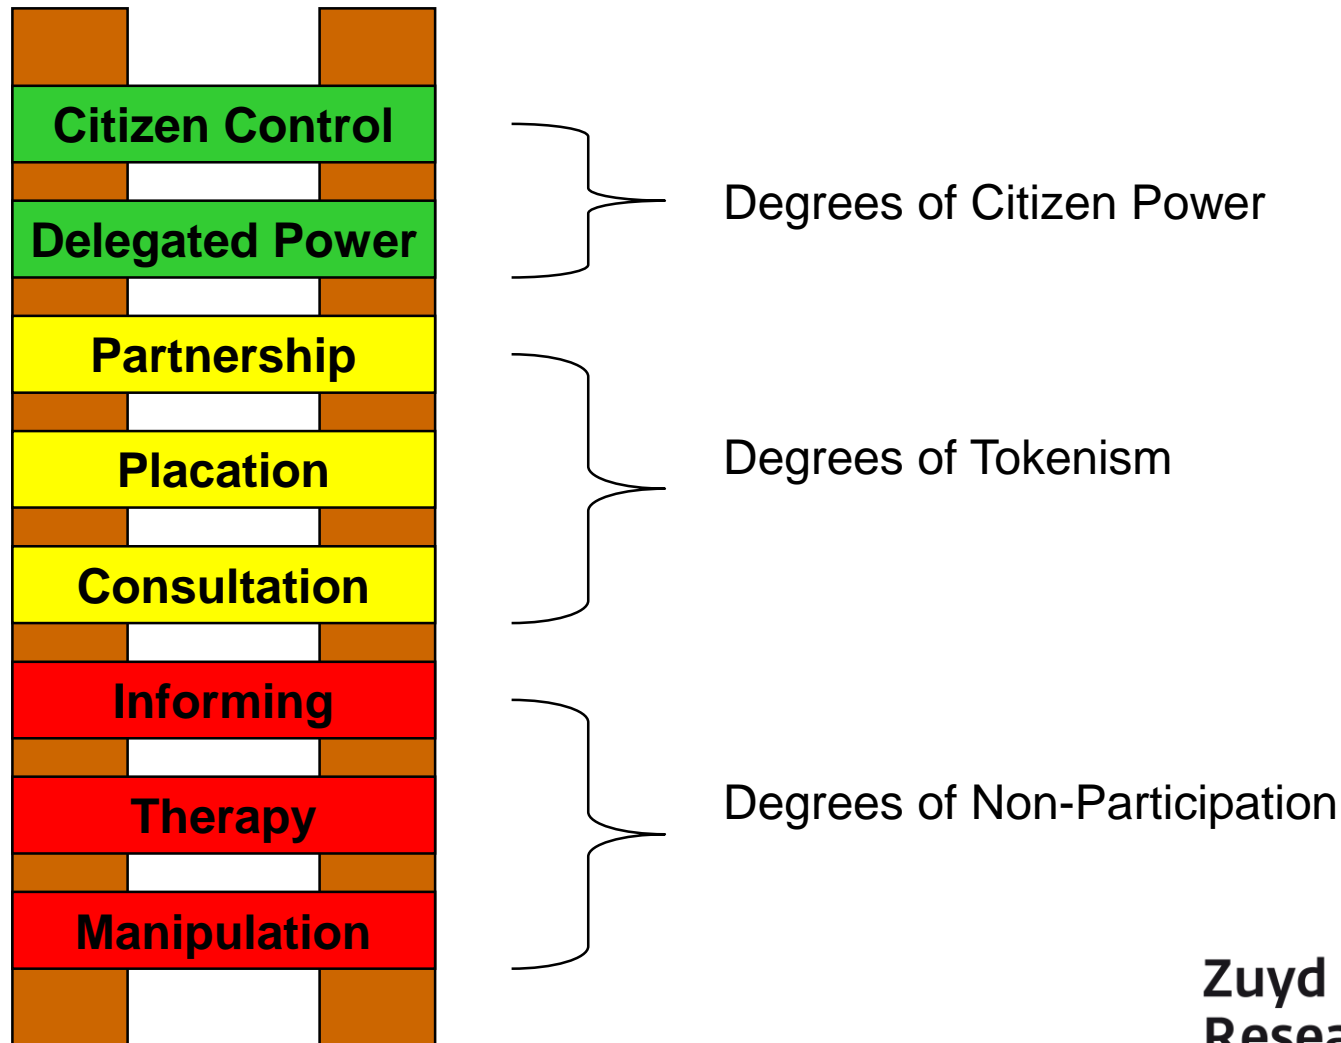 Citizen Control
Delegated Power
Degrees of Citizen Power
Partnership
Placation
Consultation
Degrees of Tokenism
Informing
Therapy
Manipulation
Degrees of Non-Participation
Zuyd